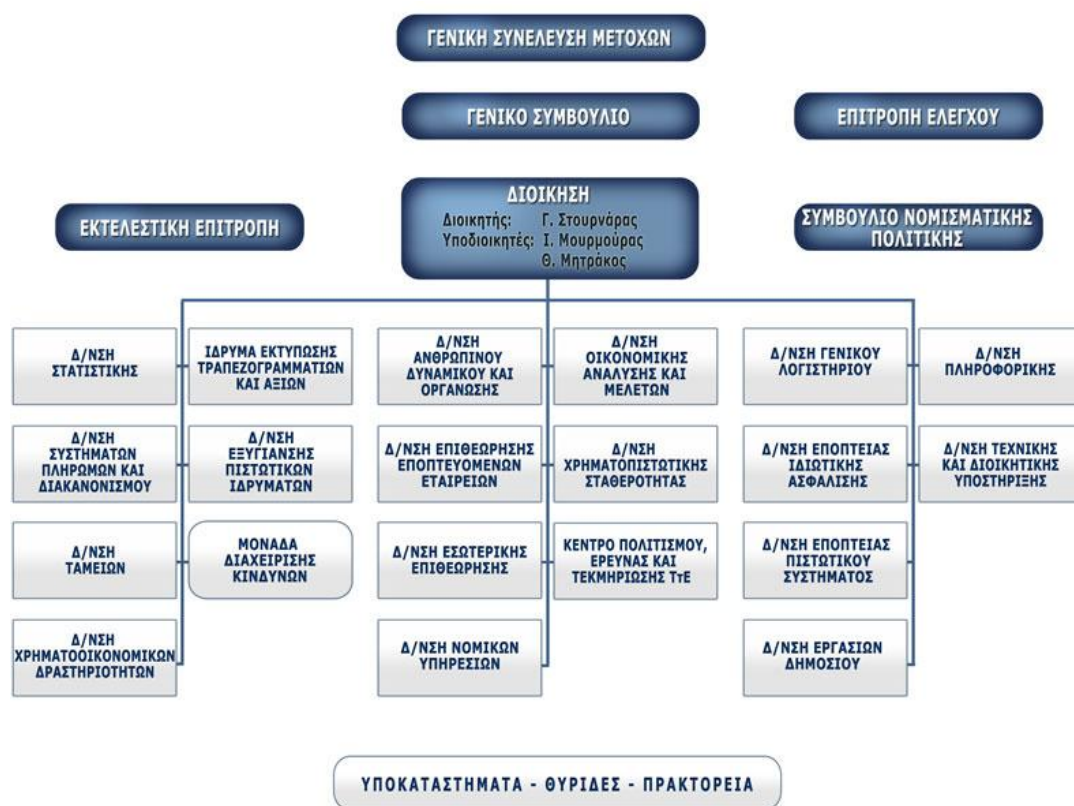 ΓΕΝΙΚΗ ΣΥΝΕΛΕΥΣΗ ΜΕΤΟΧΩΝ
ΓΕΝΙΚΟ ΣΥΜΒΟΥΛΙΟ
ΕΠΙΤΡΟΠΗ ΕΛΕΓΧΟΥ
ΕΚΤΕΛΕΣΤΙΚΗ ΕΠΙΤΡΟΠΗ
ΔΙΟΙΚΗΣΗ
Διοικητής: Γ. Στουρνάρας
Υποδιοικητές: Ι. Μουρμούρας
Θ. Μητράκος
ΣΥΜΒΟΥΛΙΟ ΝΟΜΙΣΜΑΤΙΚΗΣ
ΠΟΛΙΤΙΚΗΣ
Δ/ΝΣΗ
ΣΤΑΤΙΣΤΙΚΗΣ
ΙΔΡΥΜΑ ΕΚΤΥΠΩΣΗΣ
ΤΡΑΠΕΖΟΓΡΑΜΜΑΤΙΩΝ
ΚΑΙ ΑΞΙΩΝ
Δ/ΝΣΗ
ΑΝΘΡΩΠΙΝΟΥ
ΔΥΝΑΜΙΚΟΥ ΚΑΙ
ΟΡΓΑΝΩΣΗΣ
Δ/ΝΣΗ
ΟΙΚΟΝΟΜΙΚΗΣ
ΑΝΑΛΥΣΗΣ ΚΑΙ
ΜΕΛΕΤΩΝ
Δ/ΝΣΗ ΓΕΝΙΚΟΥ
ΛΟΓΙΣΤΗΡΙΟΥ
Δ/ΝΣΗ
ΠΛΗΡΟΦΟΡΙΚΗΣ
Δ/ΝΣΗ
ΣΥΣΤΗΜΑΤΩΝ
ΠΛΗΡΩΜΩΝ ΚΑΙ
ΔΙΑΚΑΝΟΝΙΣΜΟΥ
Δ/ΝΣΗ
ΕΞΥΓΙΑΝΣΗΣ
ΠΙΣΤΩΤΙΚΩΝ
ΙΔΡΥΜΑΤΩΝ
Δ/ΝΣΗ ΕΠΙΘΕΩΡΗΣΗΣ
ΕΠΟΠΤΕΥΟΜΕΝΩΝ
ΕΤΑΙΡΕΙΩΝ
Δ/ΝΣΗ
ΧΡΗΜΑΤΟΠΙΣΤΩΤΙΚΗΣ
ΣΤΑΘΕΡΟΤΗΤΑΣ
Δ/ΝΣΗ ΕΠΟΠΤΕΙΑΣ
ΙΔΙΩΤΙΚΗΣ
ΑΣΦΑΛΙΣΗΣ
Δ/ΝΣΗ ΤΕΧΝΙΚΗΣ
ΚΑΙ ΔΙΟΙΚΗΤΙΚΗΣ
ΥΠΟΣΤΗΡΙΞΗΣ
Δ/ΝΣΗ
ΤΑΜΕΙΩΝ
ΜΟΝΑΔΑ
ΔΙΑΧΕΙΡΙΣΗΣ
ΚΙΝΔΥΝΩΝ
Δ/ΝΣΗ ΕΣΩΤΕΡΙΚΗΣ
ΕΠΙΘΕΩΡΗΣΗΣ
ΚΕΝΤΡΟ ΠΟΛΙΤΙΣΜΟΥ,
ΕΡΕΥΝΑΣ ΚΑΙ
ΤΕΚΜΗΡΙΩΣΗΣ ΤτΕ
Δ/ΝΣΗ ΕΠΟΠΤΕΙΑΣ
ΠΙΣΤΩΤΙΚΟΥ
ΣΥΣΤΗΜΑΤΟΣ
Δ/ΝΣΗ
ΧΡΗΜΑΤΟΟΙΚΟΝΟΜΙΚΩΝ
ΔΡΑΣΤΗΡΙΟΤΗΤΩΝ
Δ/ΝΣΗ ΝΟΜΙΚΩΝ
ΥΠΗΡΕΣΙΩΝ
Δ/ΝΣΗ ΕΡΓΑΣΙΩΝ
ΔΗΜΟΣΙΟΥ
ΥΠΟΚΑΤΑΣΤΗΜΑΤΑ - ΘΥΡΙΔΕΣ - ΠΡΑΚΤΟΡΕΙΑ